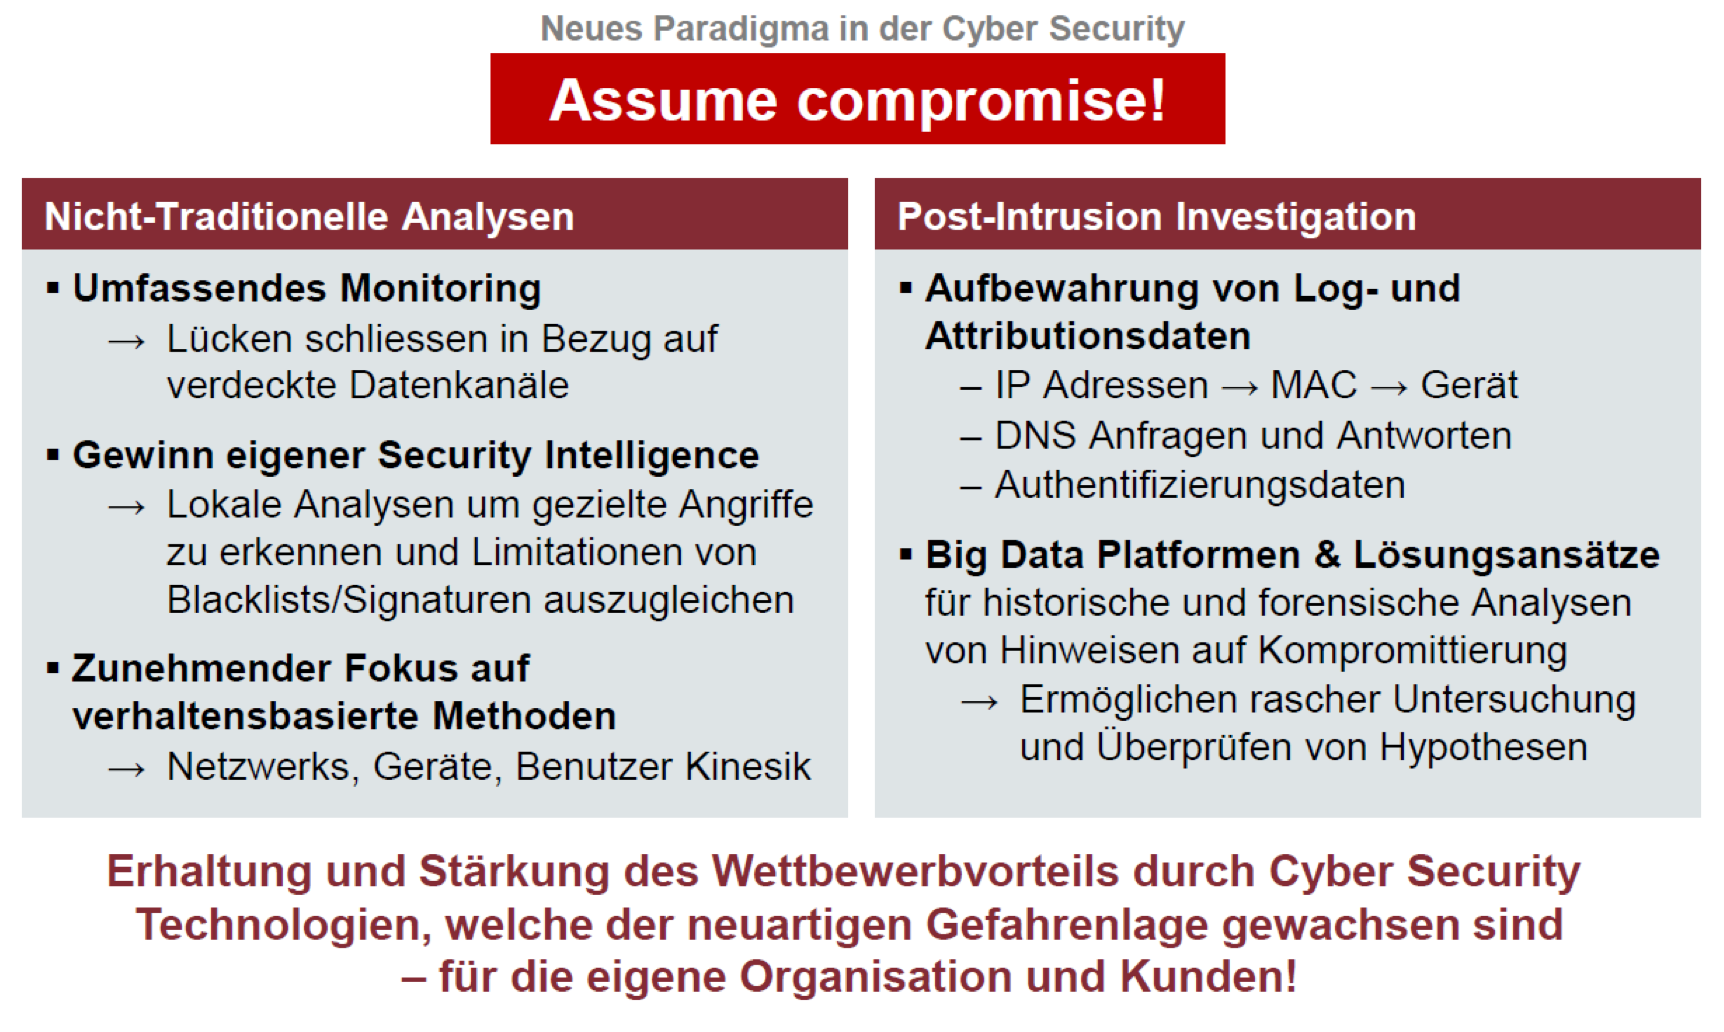 Neues Paradigma in der Cyber Security
Assume compromise!
Nicht-Traditionelle Analysen
▪ Umfassendes Monitoring
→ Lücken schliessen in Bezug auf
verdeckte Datenkanäle
▪ Gewinn eigener Security Intelligence
→ Lokale Analysen um gezielte Angriffe
zu erkennen und Limitationen von
Blacklists/Signaturen auszugleichen
▪ Zunehmender Fokus auf
verhaltensbasierte Methoden
→ Netzwerks, Geräte, Benutzer Kinesik
Post-Intrusion Investigation
▪ Aufbewahrung von Log- und
Attributionsdaten
– IP Adressen → MAC → Gerät
– DNS Anfragen und Antworten
– Authentifizierungsdaten
▪ Big Data Platformen & Lösungsansätze
für historische und forensische Analysen
von Hinweisen auf Kompromittierung
→ Ermöglichen rascher Untersuchung
und Überprüfen von Hypothesen
Erhaltung und Stärkung des Wettbewerbvorteils durch Cyber Security
Technologien, welche der neuartigen Gefahrenlage gewachsen sind
– für die eigene Organisation und Kunden!